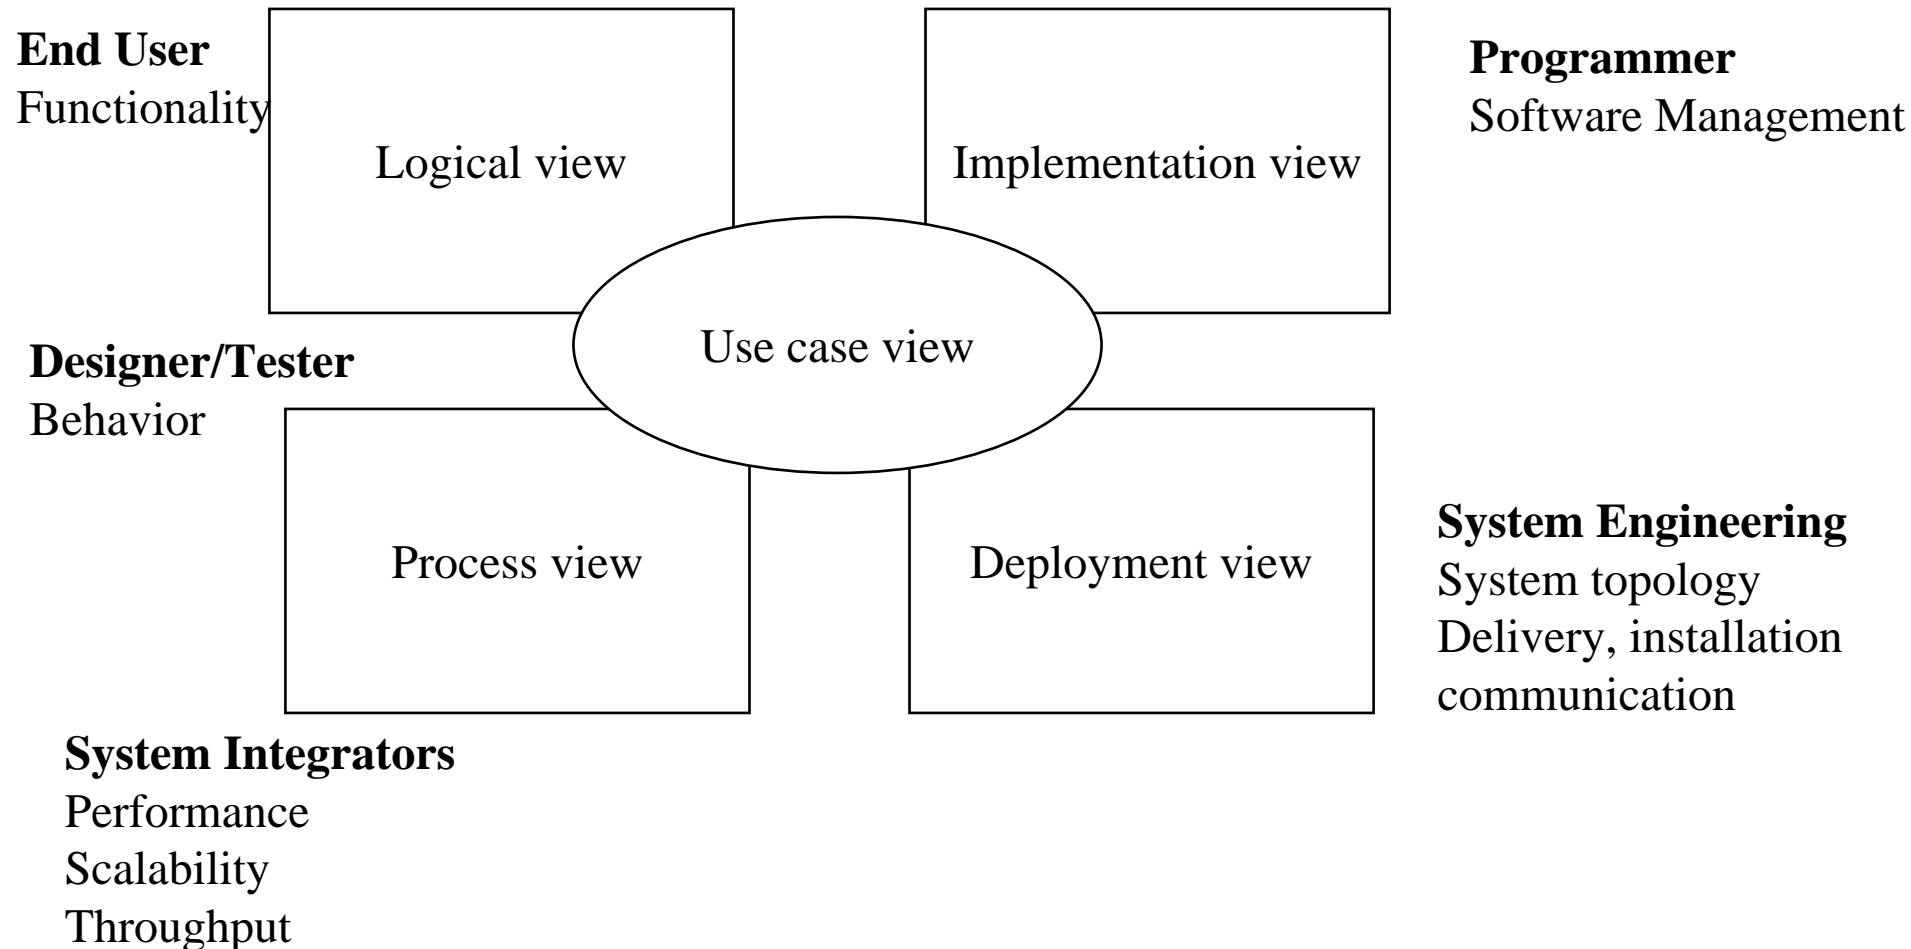 End User
Functionality
Logical view
Implementation view
Programmer
Software Management
Use case view
Designer/Tester
Behavior
Process view
Deployment view
System Engineering
System topology
Delivery, installation
communication
System Integrators
Performance
Scalability
Throughput